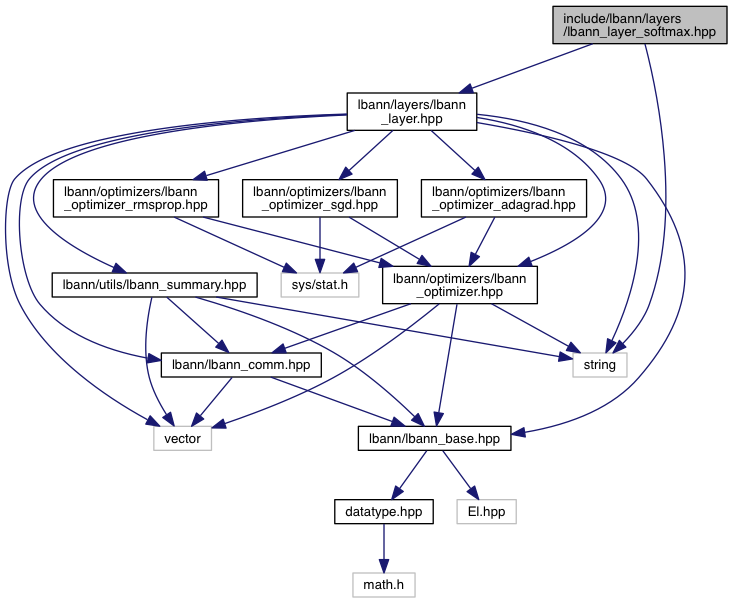 include/lbann/layers
/lbann_layer_softmax.hpp
lbann/layers/lbann
_layer.hpp
lbann/optimizers/lbann
_optimizer_rmsprop.hpp
lbann/optimizers/lbann
_optimizer_sgd.hpp
lbann/optimizers/lbann
_optimizer_adagrad.hpp
lbann/utils/lbann_summary.hpp
sys/stat.h
lbann/optimizers/lbann
_optimizer.hpp
lbann/lbann_comm.hpp
string
vector
lbann/lbann_base.hpp
datatype.hpp
El.hpp
math.h